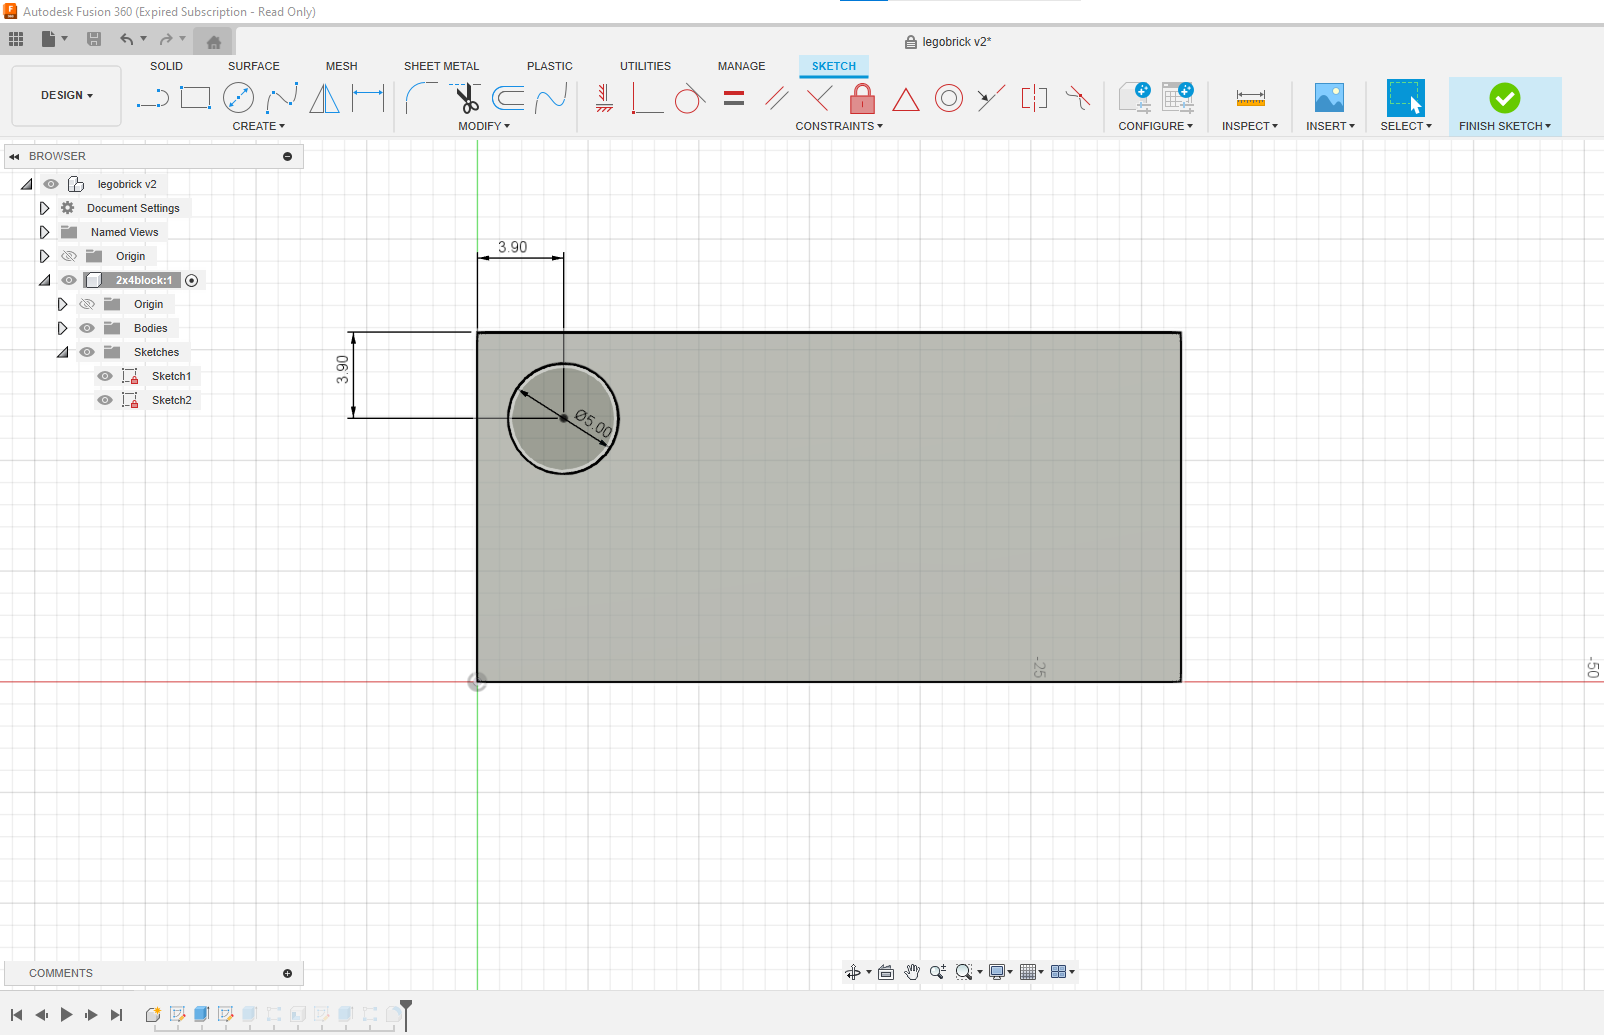 Autodesk Fusion 360 (Expired Subscription - Read Only)
legobrick v2*
SOLID SURFACE MESH SHEET METAL PLASTIC UTILITIES MANAGE SKETCH
DESIGN
CREATE MODIFY CONSTRAINTS CONFIGURE INSPECT INSERT SELECT FINISH SKETCH
BROWSER
legobrick v2
Document Settings
Named Views
Origin
2x4block:1
Origin
Bodies
Sketches
Sketch1
Sketch2
3.90
3.90
Ø5.00
-25
-50
COMMENTS